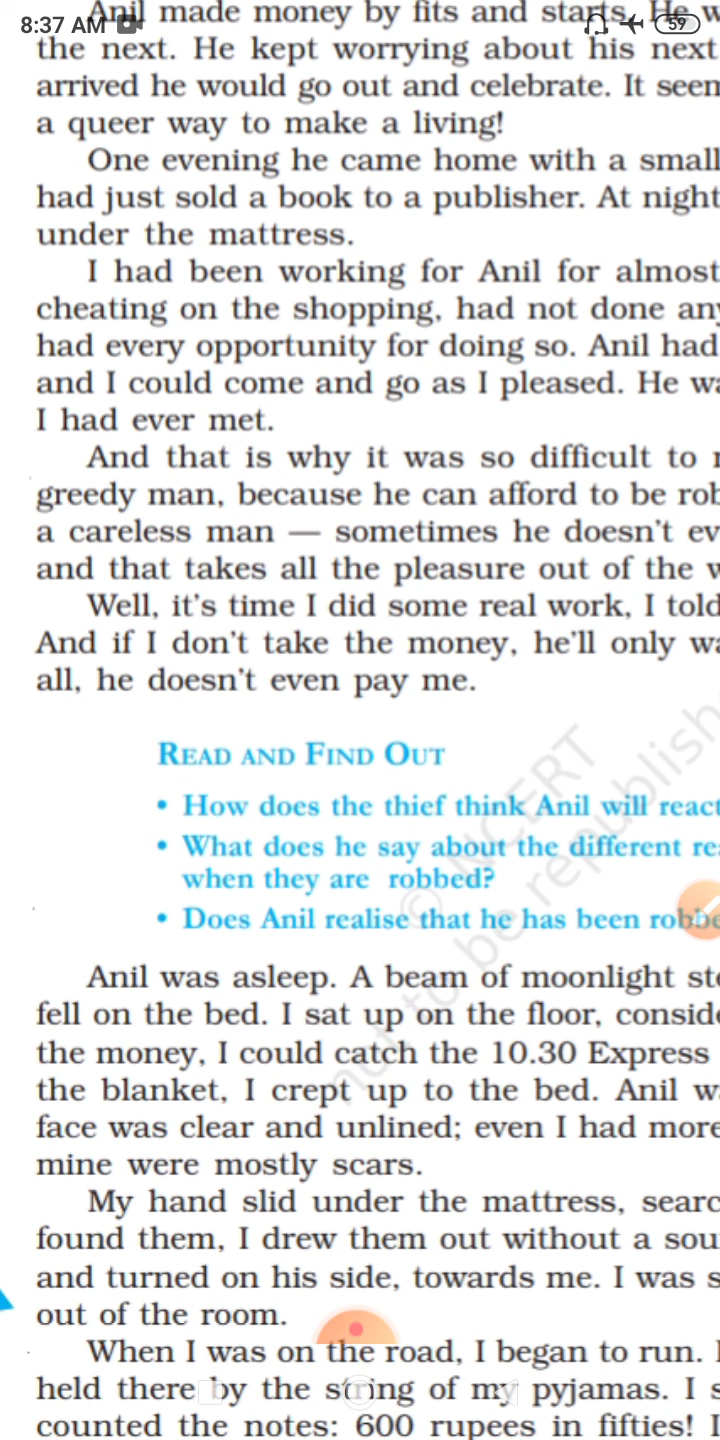 Anil made money by fits and starts. He
8:37 AM 59
the next. He kept worrying about his next
arrived he would go out and celebrate. It seem
a queer way to make a living!
One evening he came home with a small
had just sold a book to a publisher. At night
under the mattress.
I had been working for Anil for almost
cheating on the shopping, had not done any
had every opportunity for doing so. Anil had
and I could come and go as I pleased. He wa
I had ever met.
And that is why it was so difficult to
greedy man, because he can afford to be rob
a careless man — sometimes he doesn't ev
and that takes all the pleasure out of the w
Well, it's time I did some real work, I told
And if I don't take the money, he'll only wa
all, he doesn't even pay me.
READ AND FIND OUT
• How does the thief think Anil will react
• What does he say about the different re
when they are robbed?
• Does Anil realise that he has been robbe
© NCERT
not to be republish
Anil was asleep. A beam of moonlight ste
fell on the bed. I sat up on the floor, conside
the money, I could catch the 10.30 Express
the blanket, I crept up to the bed. Anil wa
face was clear and unlined; even I had more
mine were mostly scars.
My hand slid under the mattress, searc
found them, I drew them out without a sou
and turned on his side, towards me. I was s
out of the room.
When I was on the road, I began to run.
held there by the string of my pyjamas. I s
counted the notes: 600 rupees in fifties! I